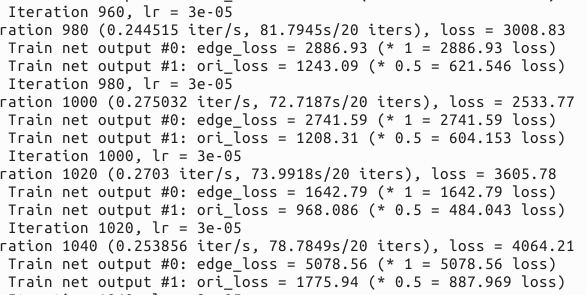 Iteration 960, lr = 3e-05
ration 980 (0.244515 iter/s, 81.7945s/20 iters), loss = 3008.83
Train net output #0: edge_loss = 2886.93 (* 1 = 2886.93 loss)
Train net output #1: ori_loss = 1243.09 (* 0.5 = 621.546 loss)
Iteration 980, lr = 3e-05
ration 1000 (0.275032 iter/s, 72.7187s/20 iters), loss = 2533.77
Train net output #0: edge_loss = 2741.59 (* 1 = 2741.59 loss)
Train net output #1: ori_loss = 1208.31 (* 0.5 = 604.153 loss)
Iteration 1000, lr = 3e-05
ration 1020 (0.2703 iter/s, 73.9918s/20 iters), loss = 3605.78
Train net output #0: edge_loss = 1642.79 (* 1 = 1642.79 loss)
Train net output #1: ori_loss = 968.086 (* 0.5 = 484.043 loss)
Iteration 1020, lr = 3e-05
ration 1040 (0.253856 iter/s, 78.7849s/20 iters), loss = 4064.21
Train net output #0: edge_loss = 5078.56 (* 1 = 5078.56 loss)
Train net output #1: ori_loss = 1775.94 (* 0.5 = 887.969 loss)